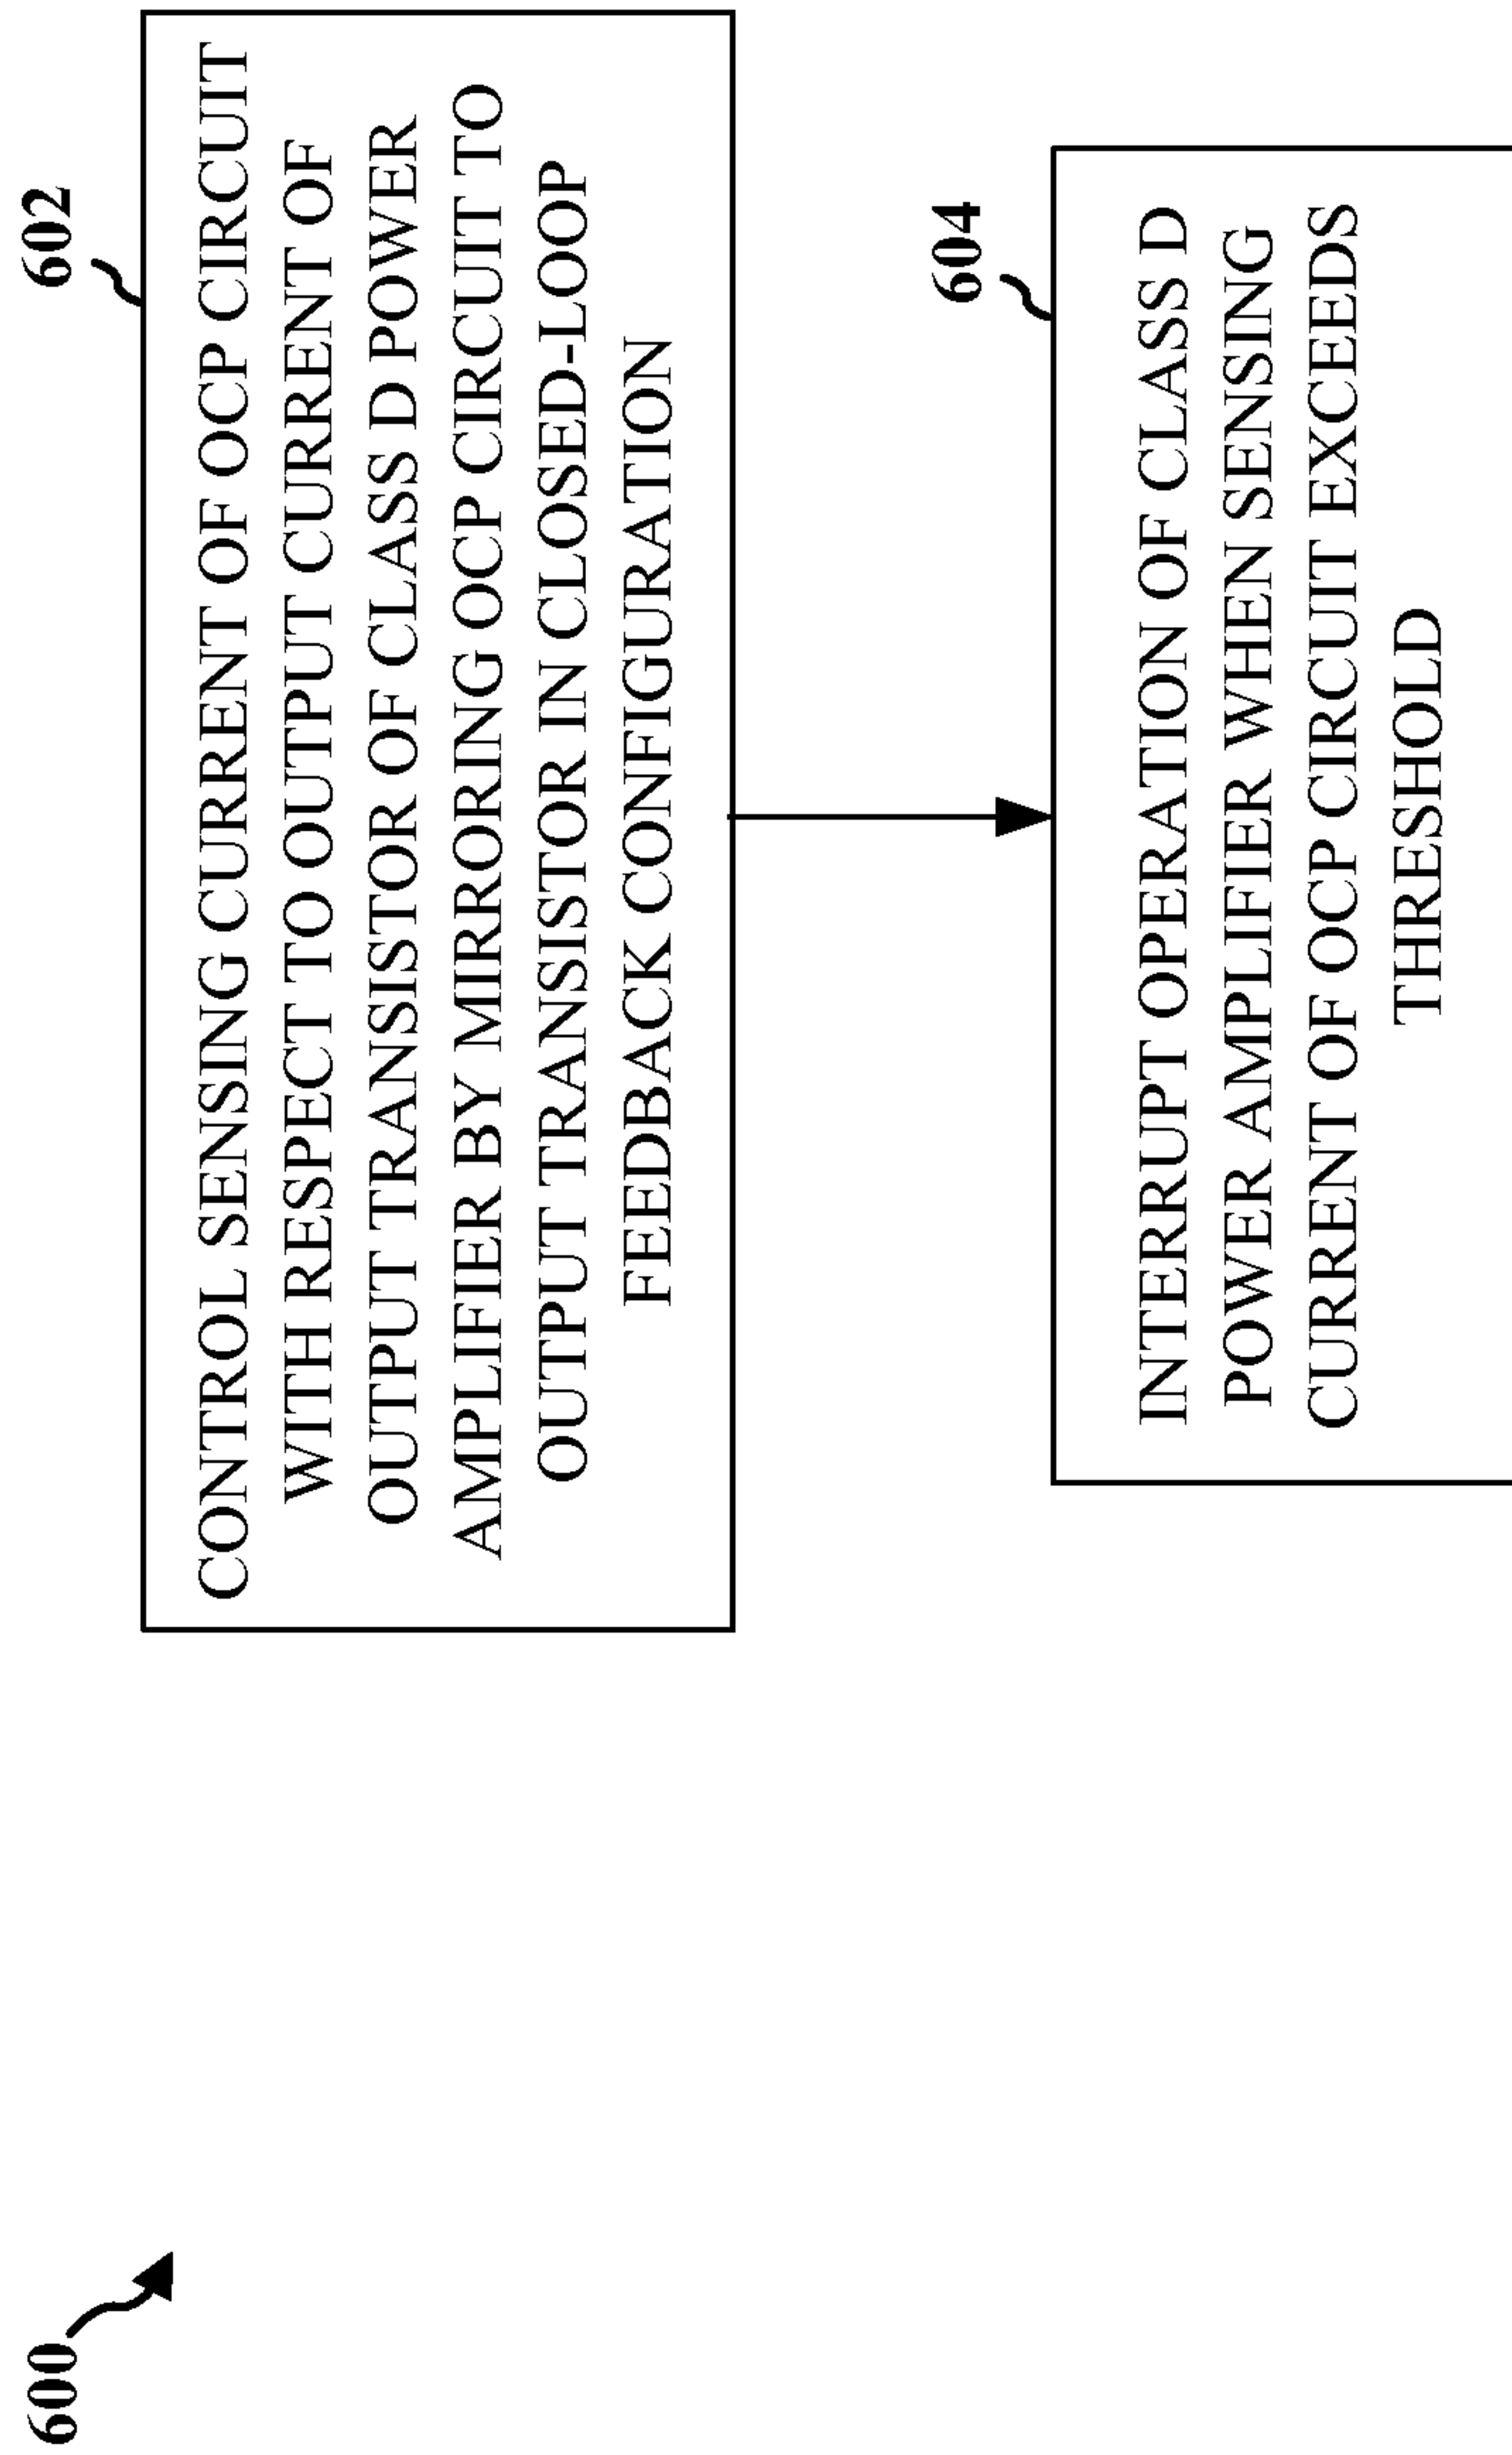 600
602
CONTROL SENSING CURRENT OF OCP CIRCUIT
WITH RESPECT TO OUTPUT CURRENT OF
OUTPUT TRANSISTOR OF CLASS D POWER
AMPLIFIER BY MIRRORING OCP CIRCUIT TO
OUTPUT TRANSISTOR IN CLOSED-LOOP
FEEDBACK CONFIGURATION
604
INTERRUPT OPERATION OF CLASS D
POWER AMPLIFIER WHEN SENSING
CURRENT OF OCP CIRCUIT EXCEEDS
THRESHOLD